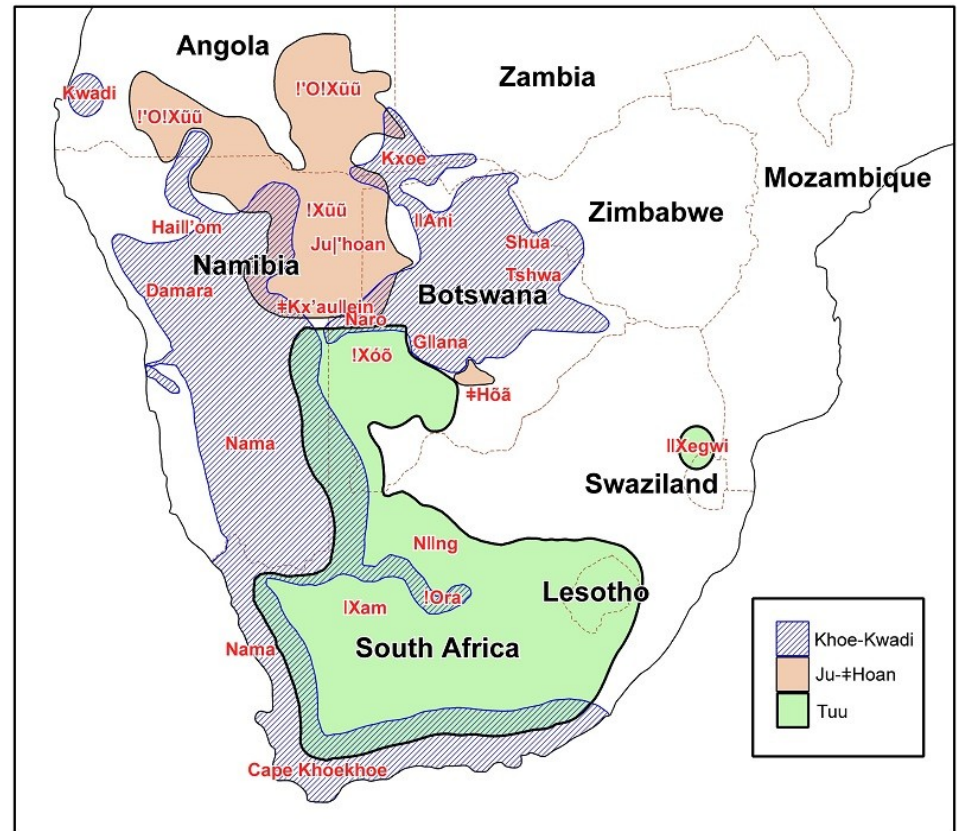 Angola
Zambia
Kwadi
!'O!Xũũ
!'O!Xũũ
Kxoe
Mozambique
Zimbabwe
!Xũũ
ǁAni
Haiǁ'om
Juǀ'hoan
Shua
Namibia
Tshwa
Damara
Botswana
ǂKx'auǁein
Naro
Gǁana
!Xóõ
ǂHõã
Nama
ǁXegwi
Swaziland
Nǁng
Lesotho
!Ora
ǀXam
Nama
South Africa
Khoe-Kwadi
Ju-ǂHoan
Tuu
Cape Khoekhoe